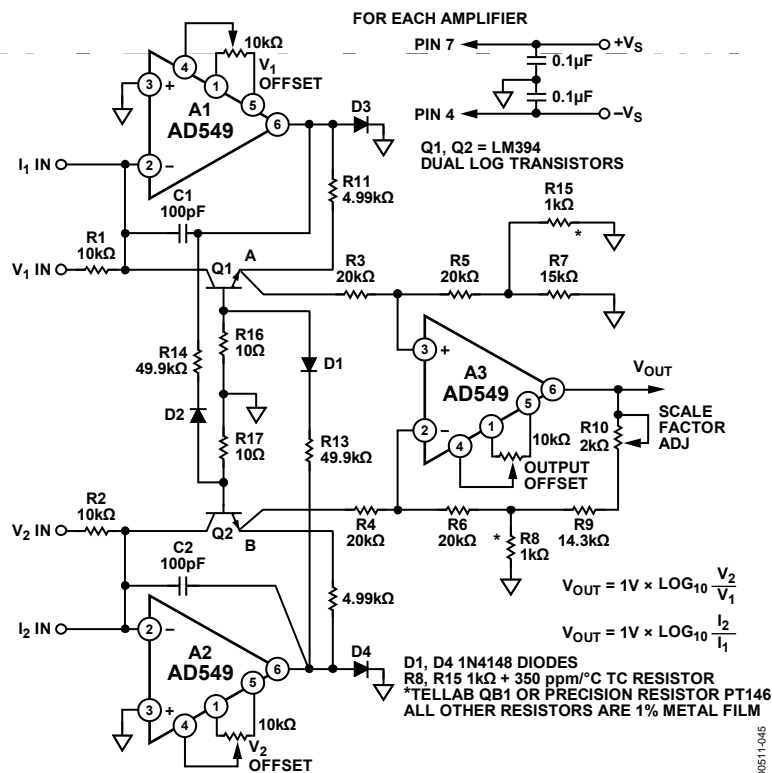 FOR EACH AMPLIFIER
PIN 7
+VS
0.1µF
0.1µF
PIN 4
–VS
Q1, Q2 = LM394
DUAL LOG TRANSISTORS
10kΩ
V1
OFFSET
4
1
5
3
+
A1
AD549
6
2
–
D3
I1 IN
C1
100pF
R11
4.99kΩ
R1
10kΩ
V1 IN
Q1
A
R3
20kΩ
R5
20kΩ
R15
1kΩ
*
R7
15kΩ
R14
49.9kΩ
R16
10Ω
D1
D2
R17
10Ω
R13
49.9kΩ
3
+
A3
AD549
6
VOUT
2
–
4
1
5
10kΩ
OUTPUT
OFFSET
R10
2kΩ
SCALE
FACTOR
ADJ
R2
10kΩ
V2 IN
Q2
B
R4
20kΩ
R6
20kΩ
* R8
1kΩ
R9
14.3kΩ
C2
100pF
4.99kΩ
I2 IN
2
–
A2
AD549
6
3
+
4
1
5
10kΩ
V2
OFFSET
D4
VOUT = 1V × LOG10 V2/V1
VOUT = 1V × LOG10 I2/I1
D1, D4 1N4148 DIODES
R8, R15 1kΩ + 350 ppm/°C TC RESISTOR
*TELLAB QB1 OR PRECISION RESISTOR PT146
ALL OTHER RESISTORS ARE 1% METAL FILM
00511-045